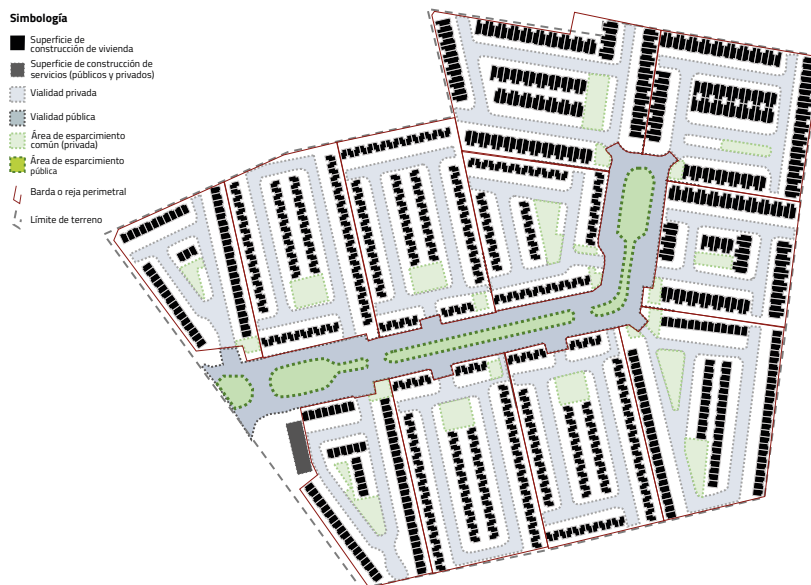 Simbología
Superficie de
construcción de vivienda
Superficie de construcción de
servicios (públicos y privados)
Vialidad privada
Vialidad pública
Área de esparcimiento
común (privada)
Área de esparcimiento
pública
Barda o reja perimetral
Límite de terreno